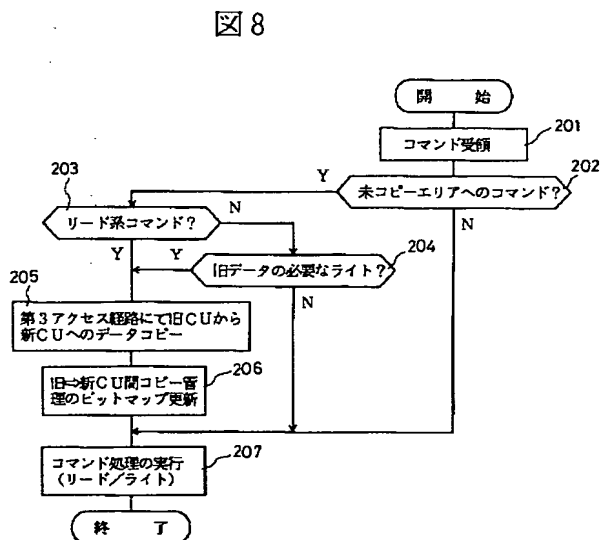 図8
開 始
201
コマンド受領
202
未コピーエリアへのコマンド?
Y
N
203
リード系コマンド?
N
Y
204
旧データの必要なライト?
Y
N
205
第3アクセス経路にて旧CUから
新CUへのデータコピー
206
旧⇒新CU間コピー管
理のビットマップ更新
207
コマンド処理の実行
(リード/ライト)
終 了